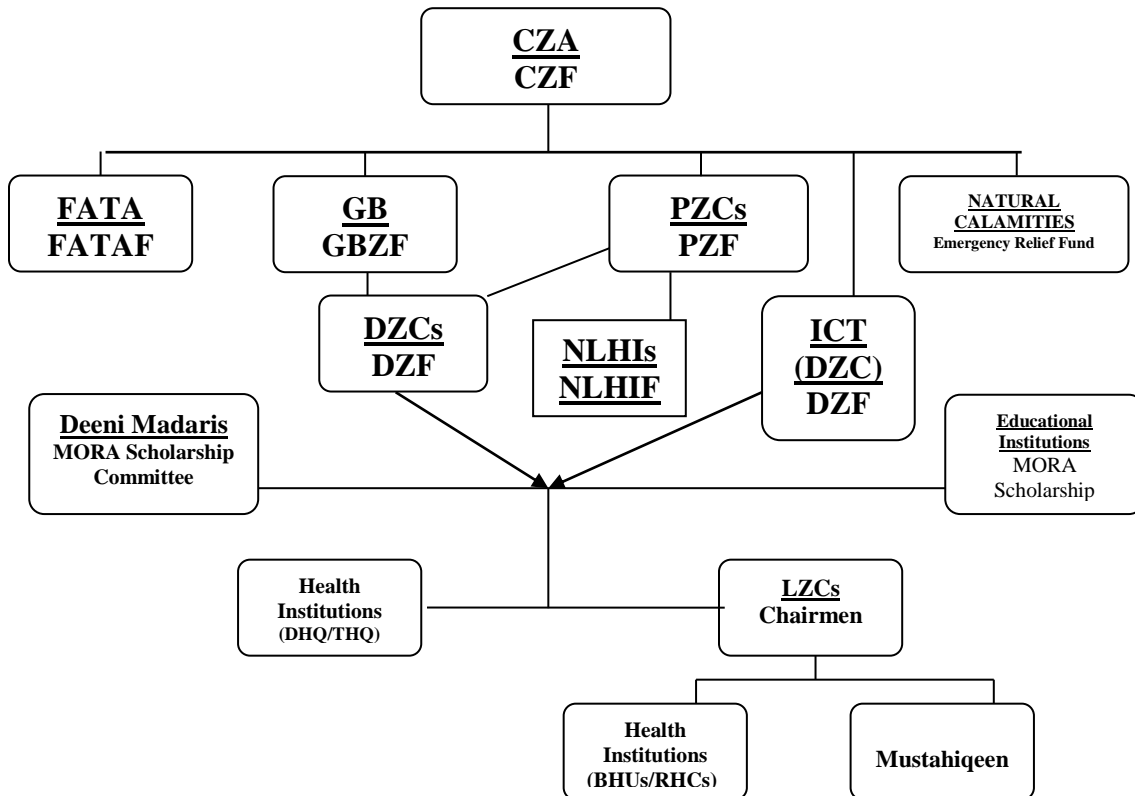 CZA
CZF
FATA
FATAF
GB
GBZF
PZCs
PZF
NATURAL
CALAMITIES
Emergency Relief Fund
DZCs
DZF
NLHIs
NLHIF
ICT
(DZC)
DZF
Deeni Madaris
MORA Scholarship
Committee
Educational
Institutions
MORA
Scholarship
Health
Institutions
(DHQ/THQ)
LZCs
Chairmen
Health
Institutions
(BHUs/RHCs)
Mustahiqeen